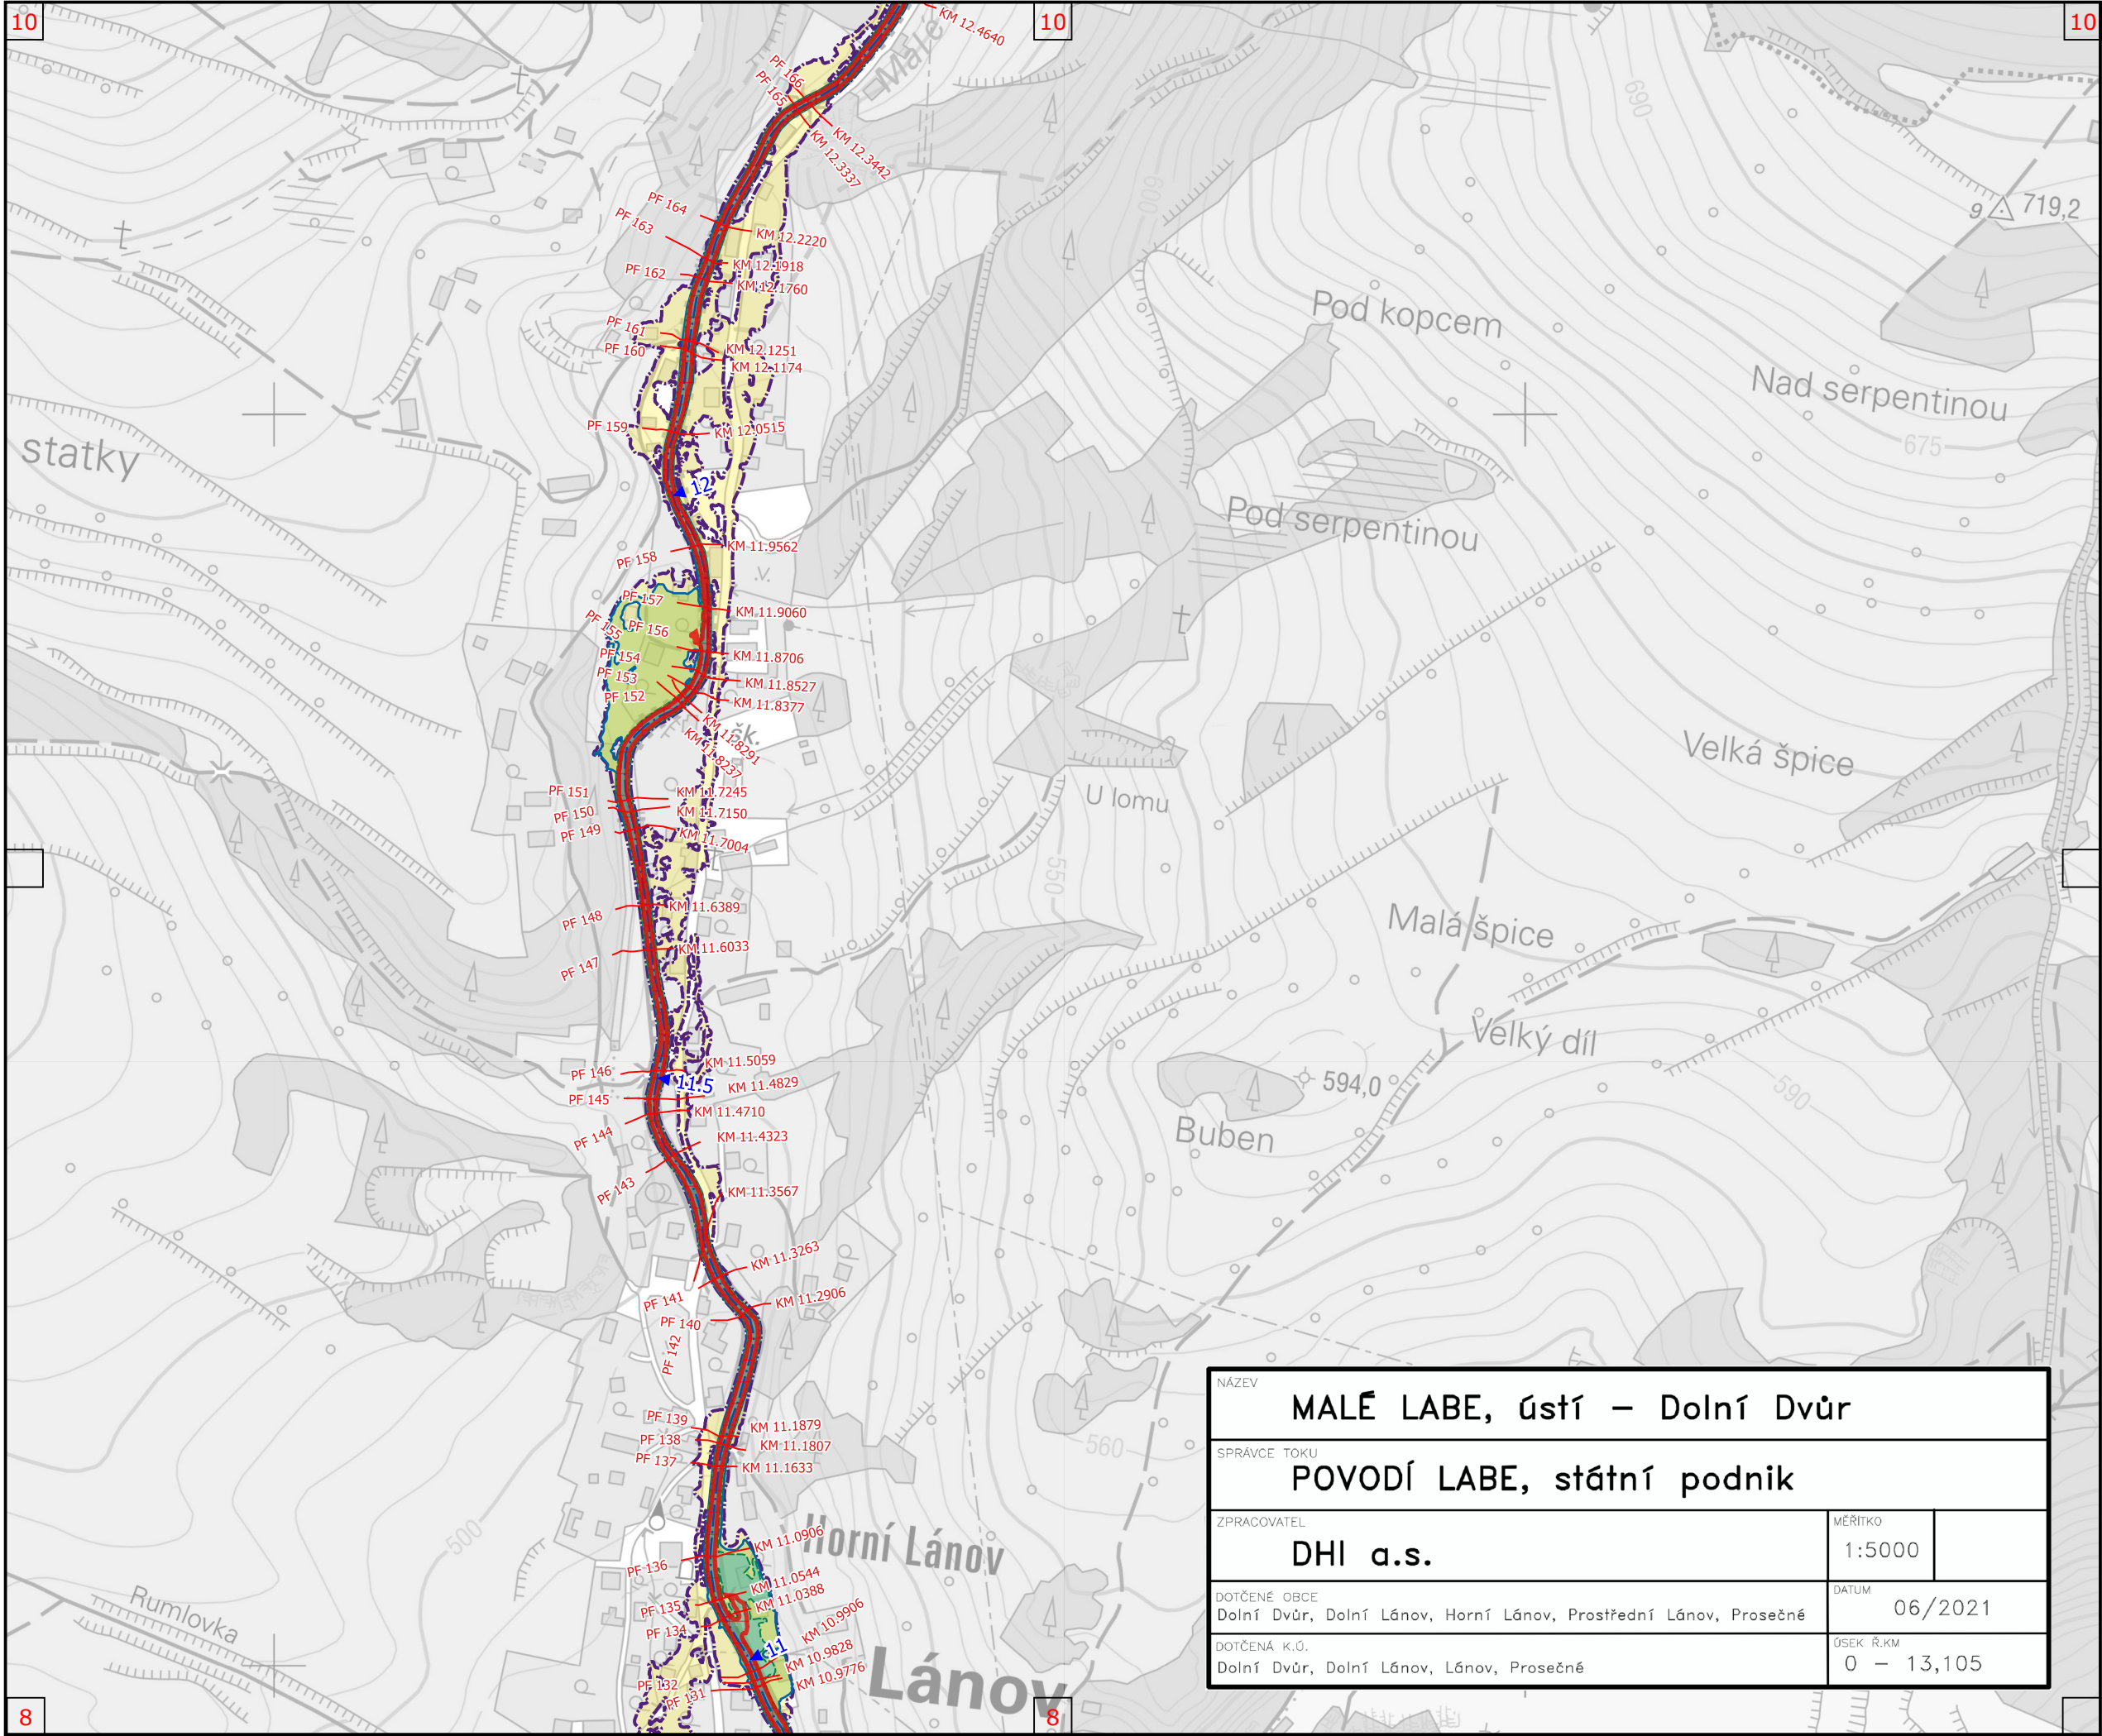 10
10
10
KM 12.4640
Malé
PF 166
PF 165
KM 12.3442
KM 12.3337
690
600
9
719,2
PF 164
PF 163
KM 12.2220
PF 162
KM 12.1918
KM 12.1760
Pod kopcem
PF 161
PF 160
KM 12.1251
KM 12.1174
Nad serpentinou
PF 159
KM 12.0515
statky
675
12
Pod serpentinou
PF 158
KM 11.9562
v.
PF 157
KM 11.9060
PF 155
PF 156
PF 154
KM 11.8706
PF 153
KM 11.8527
PF 152
KM 11.8377
KM 11.8291
KM 11.8237
šk.
Velká špice
PF 151
KM 11.7245
U lomu
PF 150
KM 11.7150
PF 149
KM 11.7004
550
PF 148
KM 11.6389
Malá špice
PF 147
KM 11.6033
Velký díl
PF 146
KM 11.5059
11.5
KM 11.4829
594,0
PF 145
590
KM 11.4710
PF 144
KM 11.4323
Buben
PF 143
KM 11.3567
KM 11.3263
PF 141
KM 11.2906
PF 140
PF 142
PF 139
KM 11.1879
PF 138
KM 11.1807
560
PF 137
KM 11.1633
500
Horní Lánov
KM 11.0906
PF 136
KM 11.0544
KM 11.0388
PF 135
Rumlovka
PF 134
KM 10.9906
11
KM 10.9828
Lánov
KM 10.9776
PF 132
PF 131
8
8
NÁZEV
MALÉ LABE, ústí – Dolní Dvůr
SPRÁVCE TOKU
POVODÍ LABE, státní podnik
ZPRACOVATEL
DHI a.s.
MĚŘÍTKO
1:5000
DOTČENÉ OBCE
Dolní Dvůr, Dolní Lánov, Horní Lánov, Prostřední Lánov, Prosečné
DATUM
06/2021
DOTČENÁ K.Ú.
Dolní Dvůr, Dolní Lánov, Lánov, Prosečné
ÚSEK Ř.KM
0 – 13,105